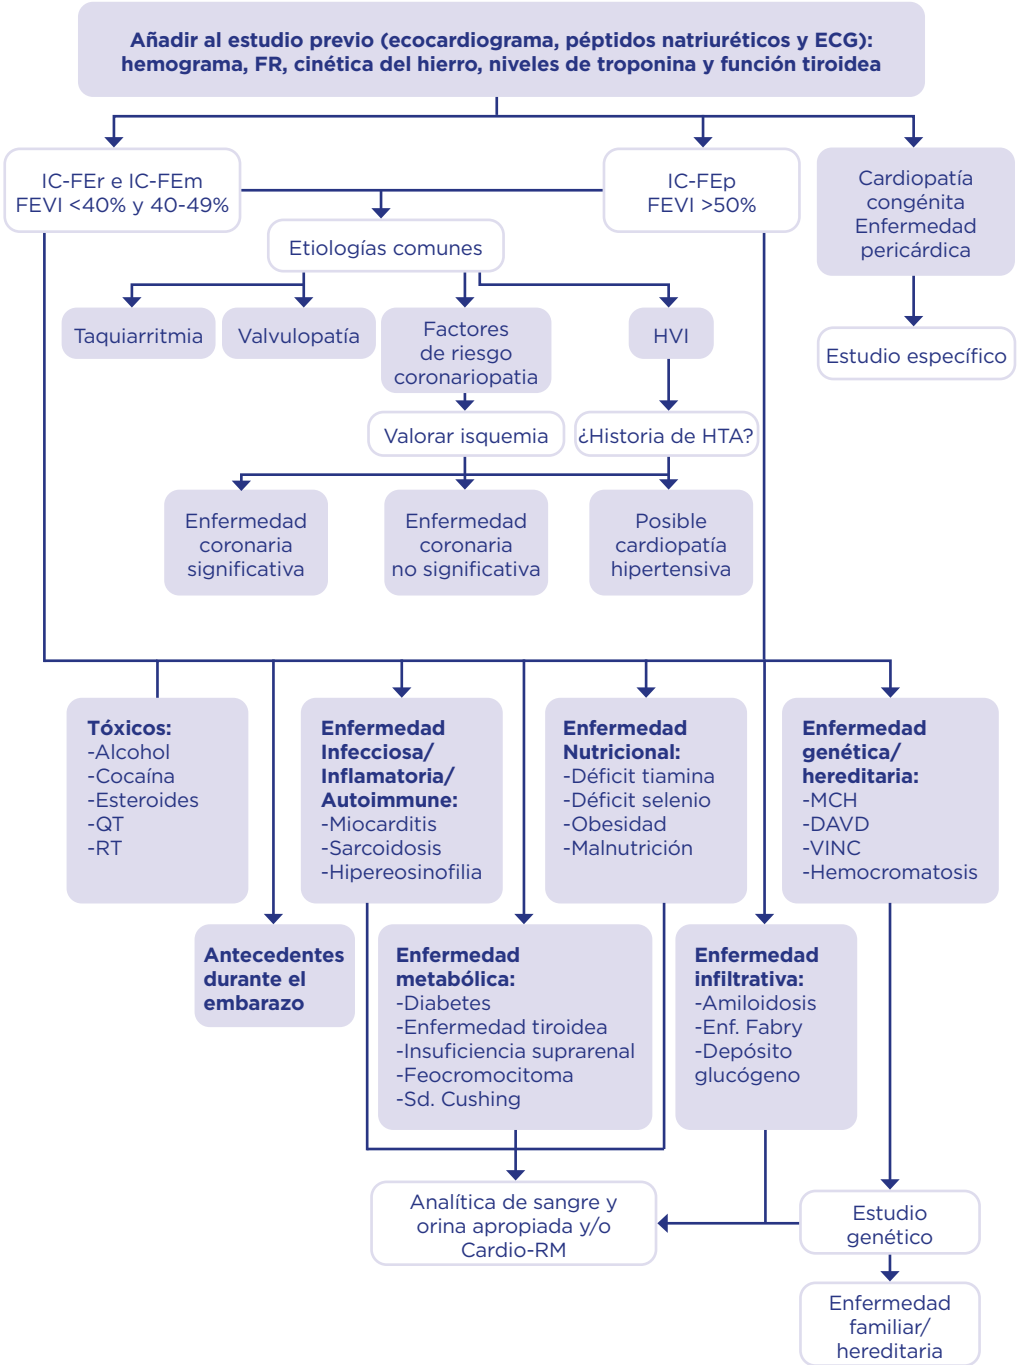 Añadir al estudio previo (ecocardiograma, péptidos natriuréticos y ECG):
hemograma, FR, cinética del hierro, niveles de troponina y función tiroidea
IC-FEr e IC-FEm
FEVI <40% y 40-49%
IC-FEp
FEVI >50%
Cardiopatía
congénita
Enfermedad
pericárdica
Etiologías comunes
Estudio específico
Taquiarritmia
Valvulopatía
Factores
de riesgo
coronariopatia
HVI
Valorar isquemia
¿Historia de HTA?
Enfermedad
coronaria
significativa
Enfermedad
coronaria
no significativa
Posible
cardiopatía
hipertensiva
Tóxicos:
-Alcohol
-Cocaína
-Esteroides
-QT
-RT
Enfermedad
Infecciosa/
Inflamatoria/
Autoimmune:
-Miocarditis
-Sarcoidosis
-Hipereosinofilia
Enfermedad
Nutricional:
-Déficit tiamina
-Déficit selenio
-Obesidad
-Malnutrición
Enfermedad
genética/
hereditaria:
-MCH
-DAVD
-VINC
-Hemocromatosis
Antecedentes
durante el
embarazo
Enfermedad
metabólica:
-Diabetes
-Enfermedad tiroidea
-Insuficiencia suprarenal
-Feocromocitoma
-Sd. Cushing
Enfermedad
infiltrativa:
-Amiloidosis
-Enf. Fabry
-Depósito
glucógeno
Analítica de sangre y
orina apropiada y/o
Cardio-RM
Estudio
genético
Enfermedad
familiar/
hereditaria